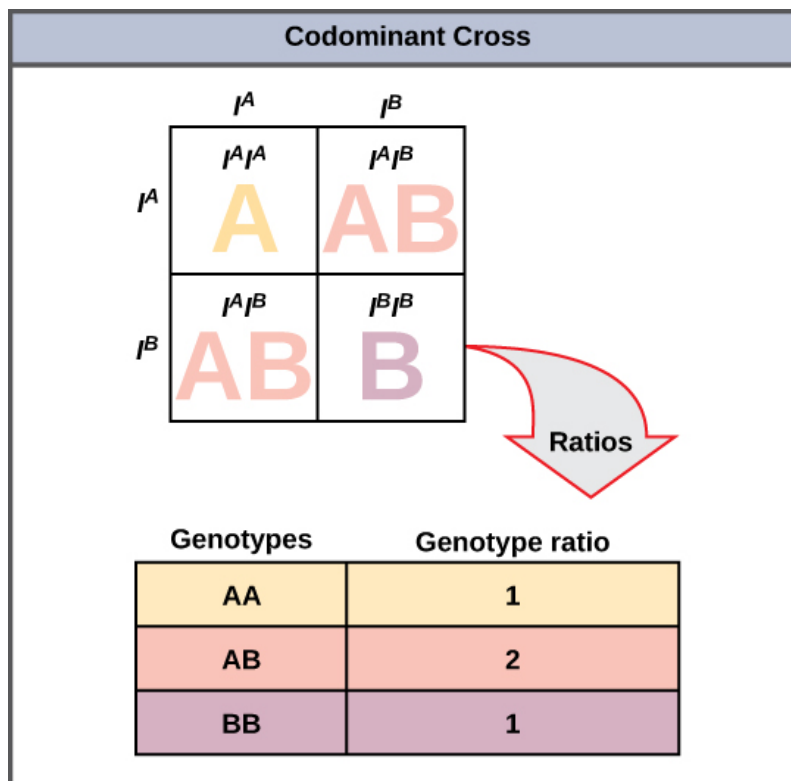 Codominant Cross
Iᴬ Iᴮ
IᴬIᴬ IᴬIᴮ
Iᴬ A AB
IᴬIᴮ IᴮIᴮ
Iᴮ AB B
Ratios
Genotypes Genotype ratio
AA 1
AB 2
BB 1